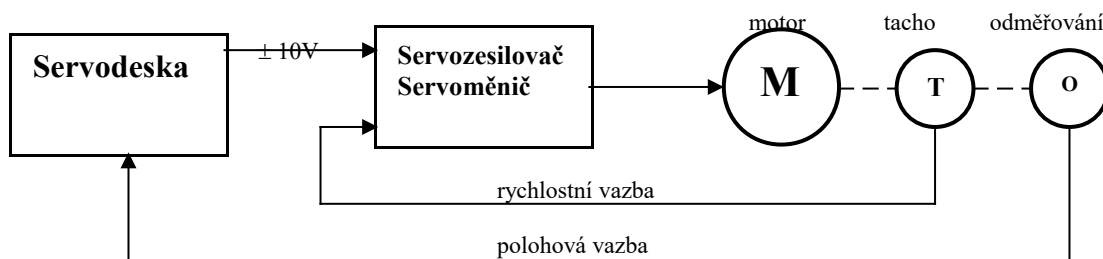 motor
tacho
odměřování
Servodeska
± 10V
Servozesilovač
Servoměnič
M
T
O
rychlostní vazba
polohová vazba